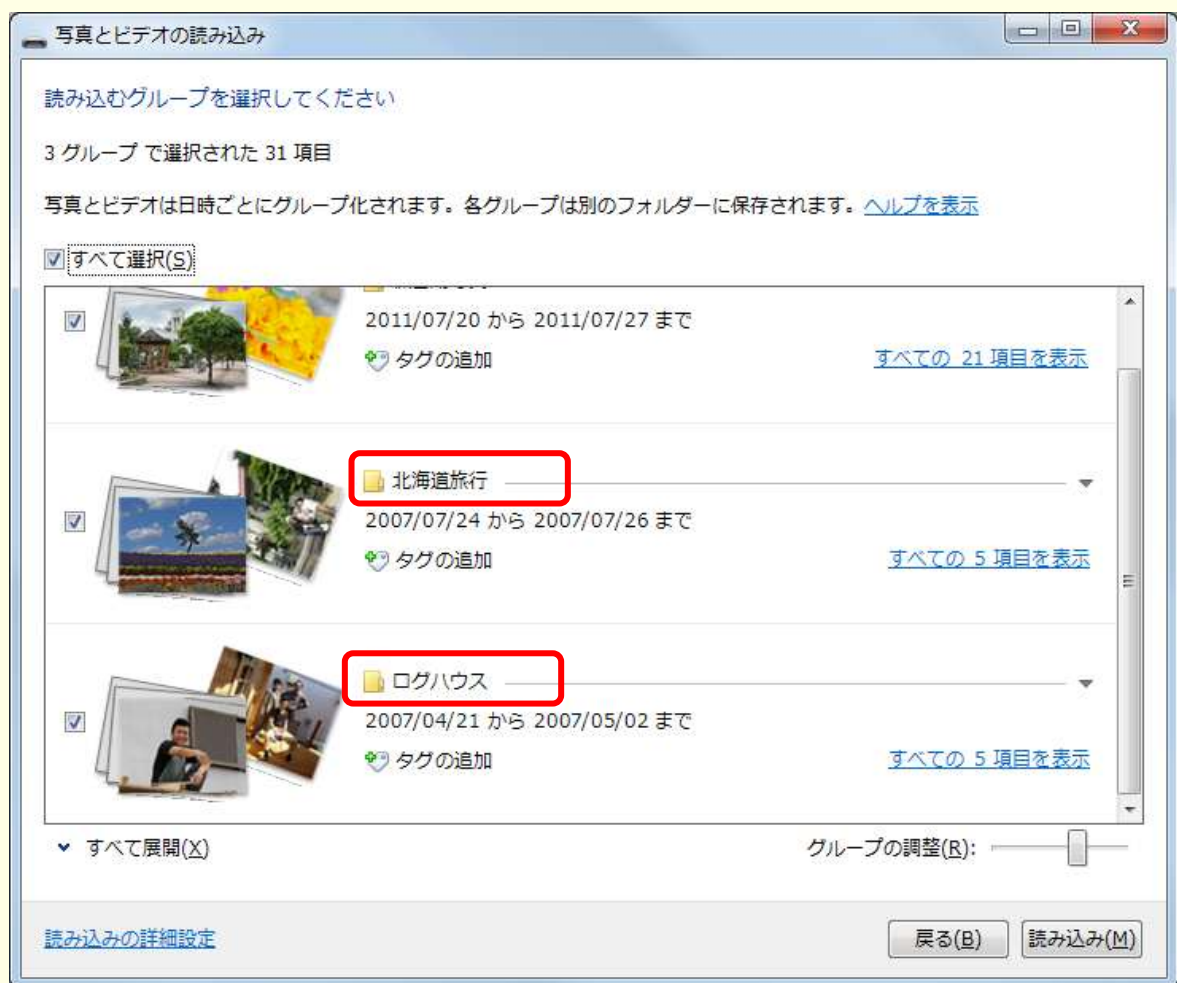 写真とビデオの読み込み
読み込むグループを選択してください
3 グループ で選択された 31 項目
写真とビデオは日時ごとにグループ化されます。各グループは別のフォルダーに保存されます。ヘルプを表示
すべて選択(S)
2011/07/20 から 2011/07/27 まで
タグの追加
すべての 21 項目を表示
北海道旅行
2007/07/24 から 2007/07/26 まで
タグの追加
すべての 5 項目を表示
ログハウス
2007/04/21 から 2007/05/02 まで
タグの追加
すべての 5 項目を表示
すべて展開(X)
グループの調整(R):
読み込みの詳細設定
戻る(B)
読み込み(M)